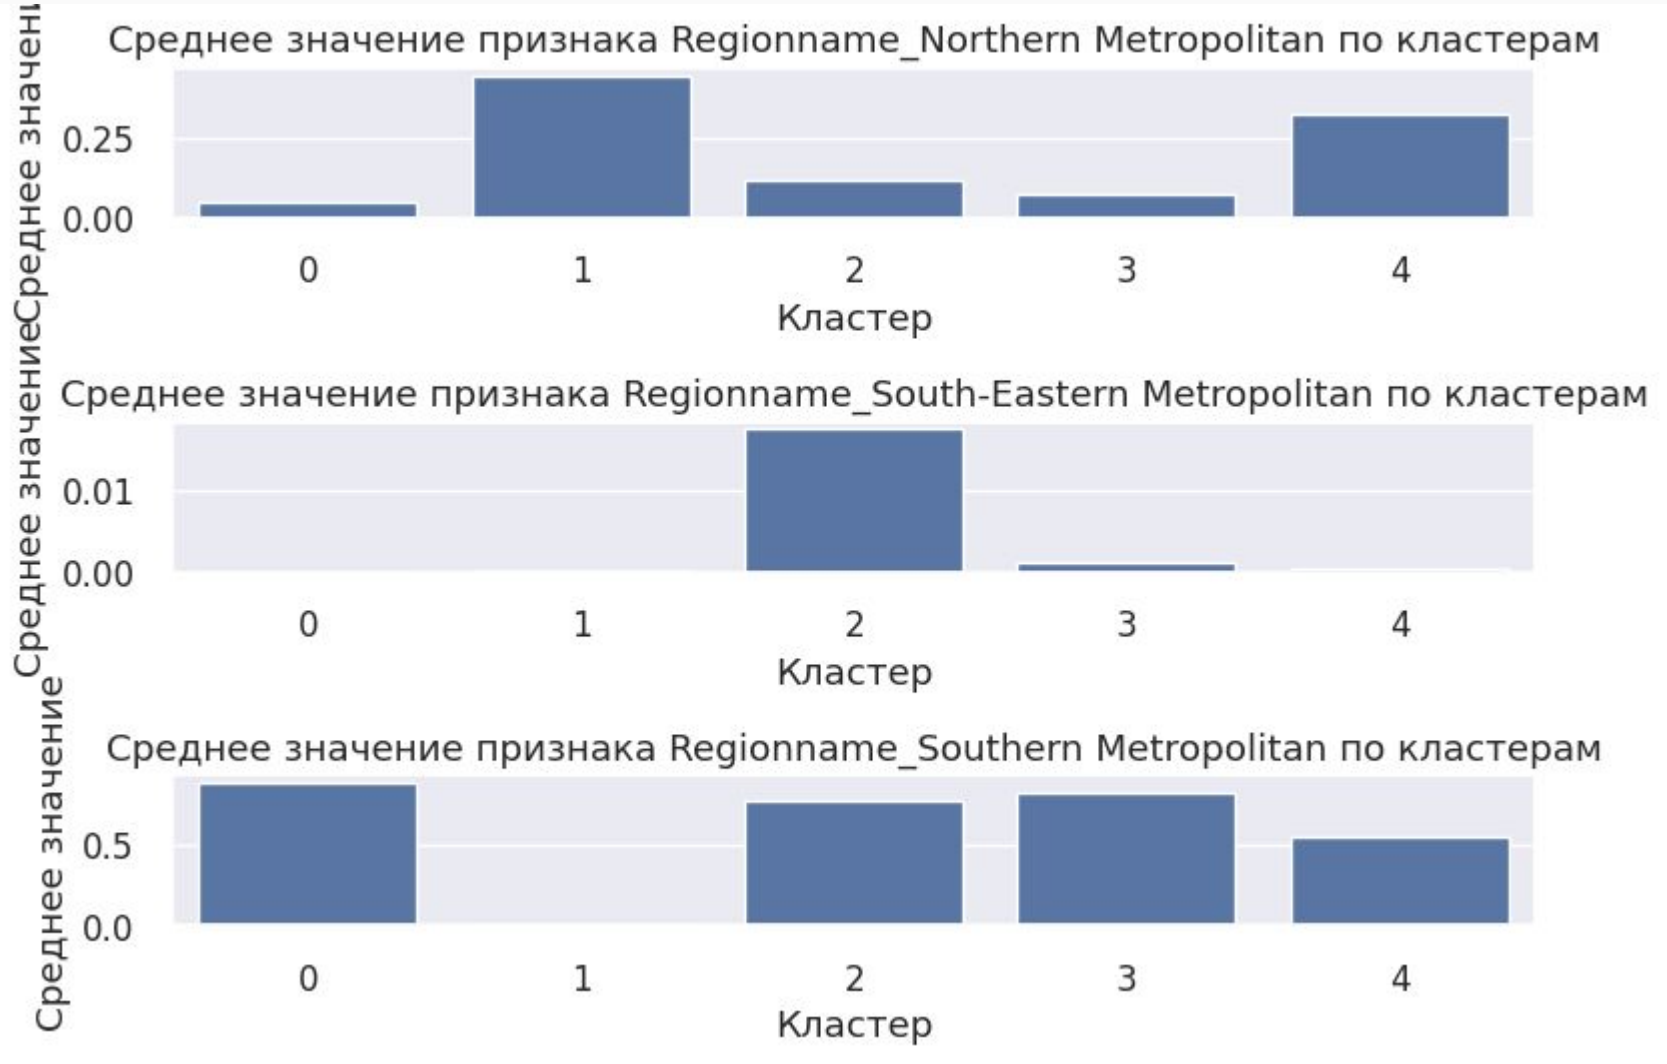 Среднее значение признака Regionname_Northern Metropolitan по кластерам
Среднее
0.25
0.00
0 1 2 3 4
Кластер
Среднее значение признака Regionname_South-Eastern Metropolitan по кластерам
Среднее значение
0.01
0.00
0 1 2 3 4
Кластер
Среднее значение признака Regionname_Southern Metropolitan по кластерам
Среднее значение
0.5
0.0
0 1 2 3 4
Кластер